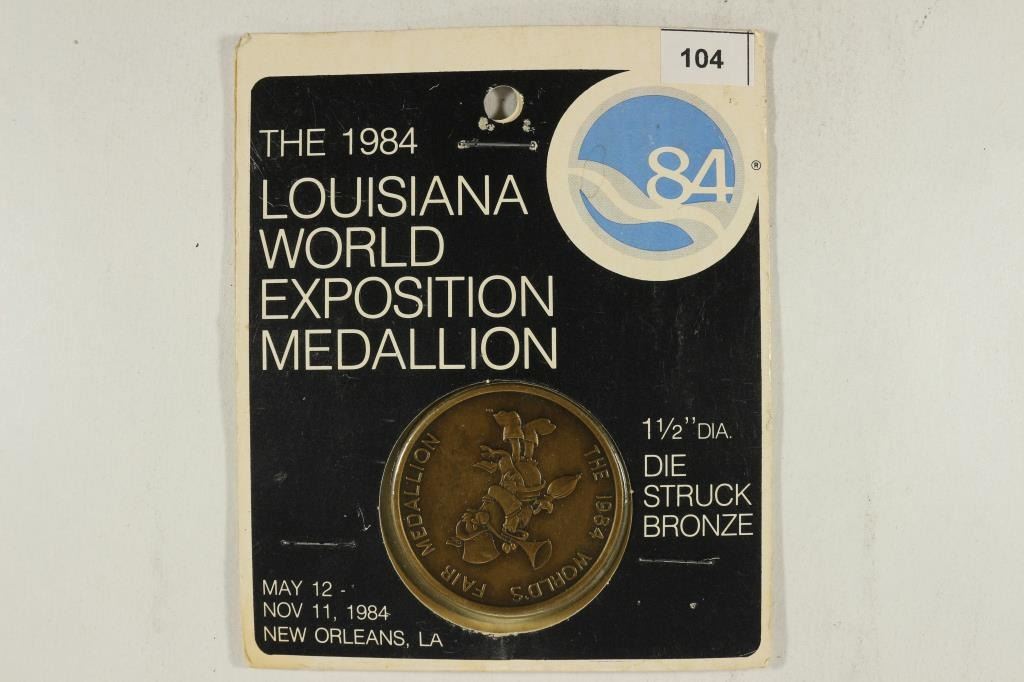 104
84
®
THE 1984
LOUISIANA
WORLD
EXPOSITION
MEDALLION
1½" DIA.
DIE
STRUCK
BRONZE
THE 1984 WORLD'S FAIR MEDALLION
MAY 12 -
NOV 11, 1984
NEW ORLEANS, LA